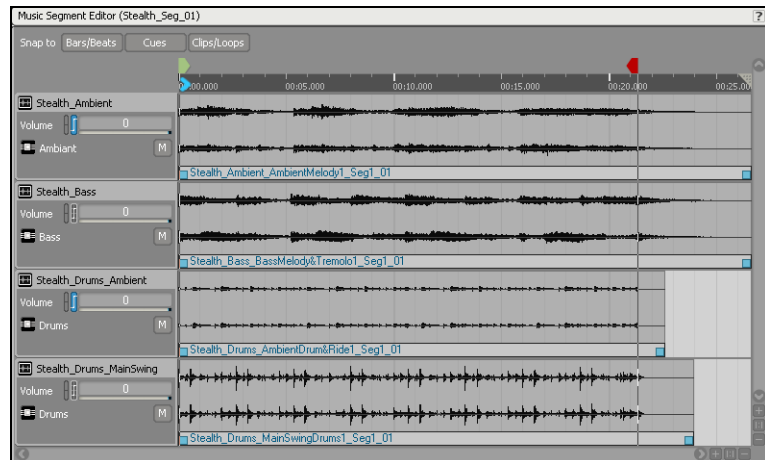 Music Segment Editor (Stealth_Seg_01)
?
Snap to Bars/Beats Cues Clips/Loops
00:05.000 00:10.000 00:15.000 00:20.000 00:25.00
Stealth_Ambient
Volume 0
Ambiant M
Stealth_Ambient_AmbientMelody1_Seg1_01
Stealth_Bass
Volume 0
Bass M
Stealth_Bass_BassMelody&Tremolo1_Seg1_01
Stealth_Drums_Ambient
Volume 0
Drums M
Stealth_Drums_AmbientDrum&Ride1_Seg1_01
Stealth_Drums_MainSwing
Volume 0
Drums M
Stealth_Drums_MainSwingDrums1_Seg1_01